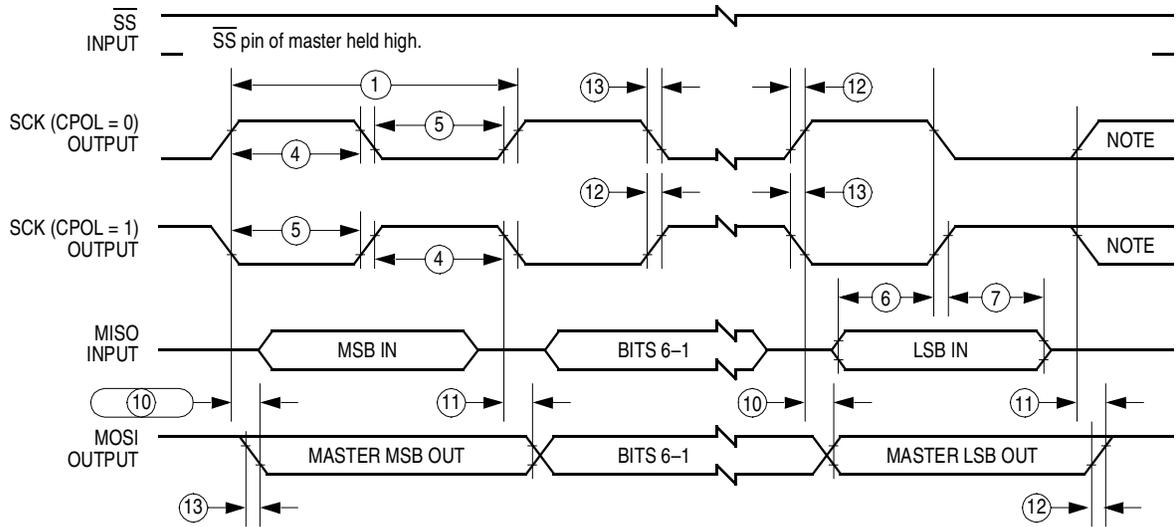 SS
INPUT
SS pin of master held high.
1
13
12
SCK (CPOL = 0)
OUTPUT
5
4
NOTE
12
13
SCK (CPOL = 1)
OUTPUT
5
4
NOTE
6
7
MISO
INPUT
MSB IN
BITS 6–1
LSB IN
10
11
10
11
MOSI
OUTPUT
MASTER MSB OUT
BITS 6–1
MASTER LSB OUT
13
12